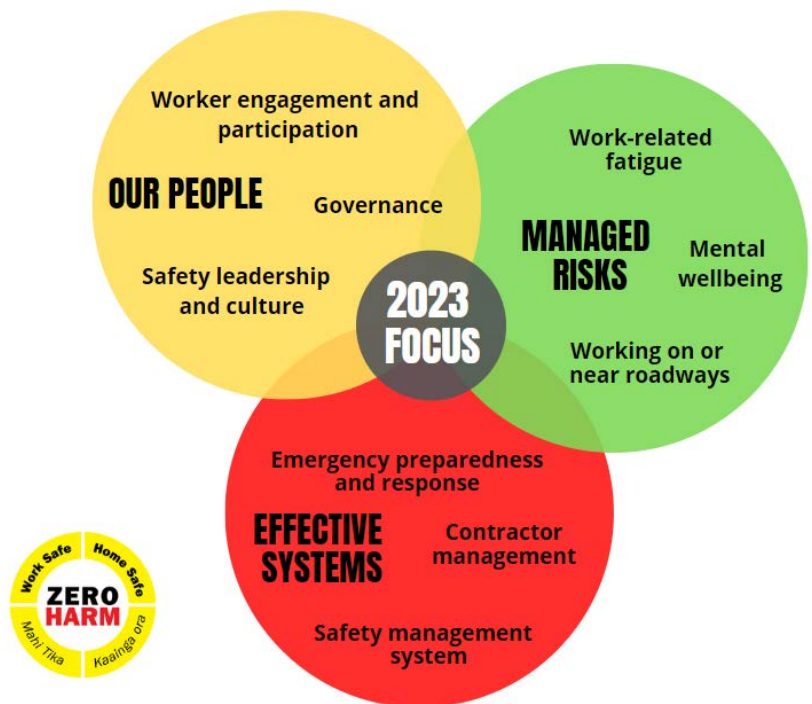 Worker engagement and
participation
OUR PEOPLE
Governance
Safety leadership
and culture
Work-related
fatigue
MANAGED
RISKS
Mental
wellbeing
Working on or
near roadways
2023
FOCUS
Emergency preparedness
and response
EFFECTIVE
SYSTEMS
Contractor
management
Safety management
system
Work Safe
Home Safe
ZERO
HARM
Mahi Tika
Kaainga ora